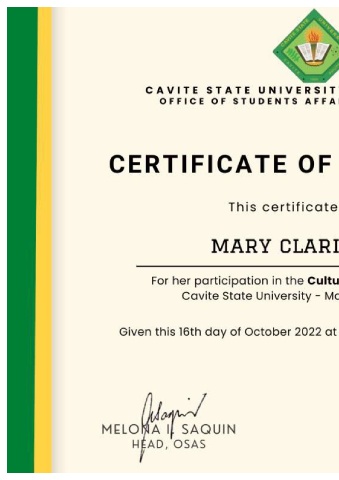 CAVITE STATE UNIVERSIT
OFFICE OF STUDENTS AFFA
CERTIFICATE OF
This certificate
MARY CLAR
For her participation in the Cultu
Cavite State University - Ma
Given this 16th day of October 2022 at
MELONA I. SAQUIN
HEAD, OSAS